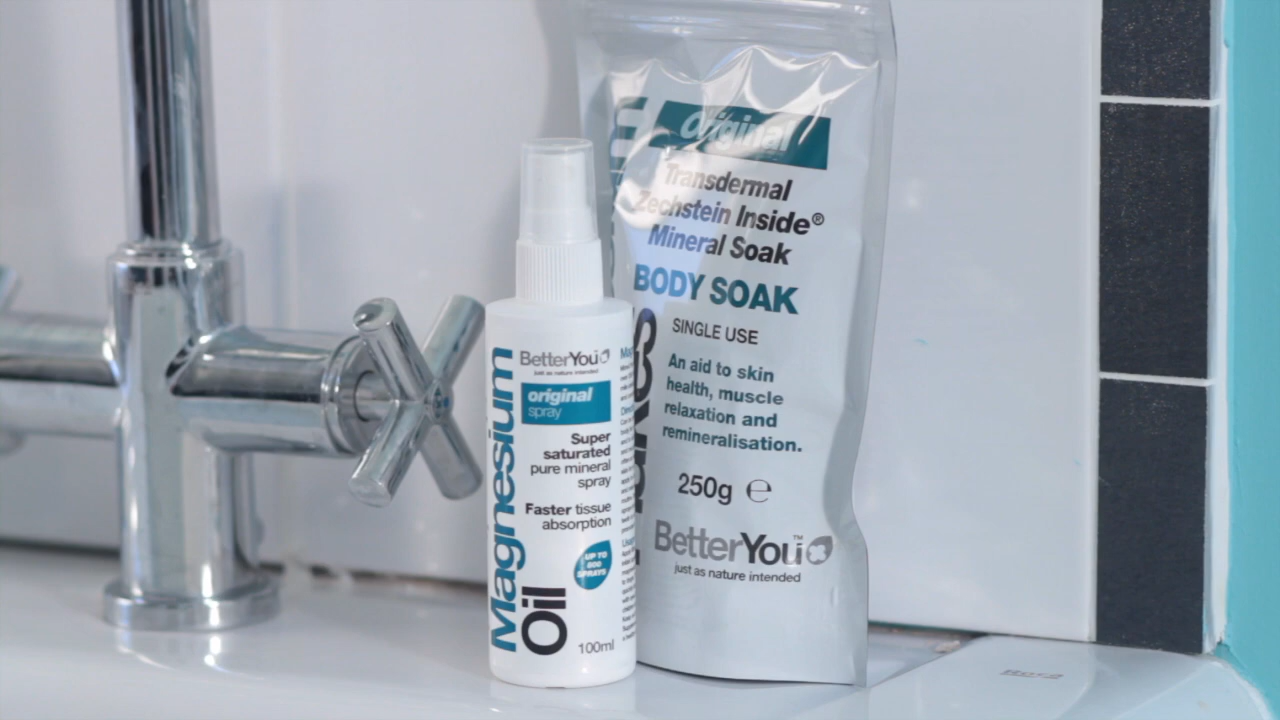 BetterYou
just as nature intended
original
spray
Super
saturated
pure mineral
spray
Faster tissue
absorption
UP TO
800
SPRAYS
Magnesium
Oil
100ml
Original
Transdermal
Zechstein Inside®
Mineral Soak
BODY SOAK
SINGLE USE
An aid to skin
health, muscle
relaxation and
remineralisation.
250g ℮
BetterYou™
just as nature intended